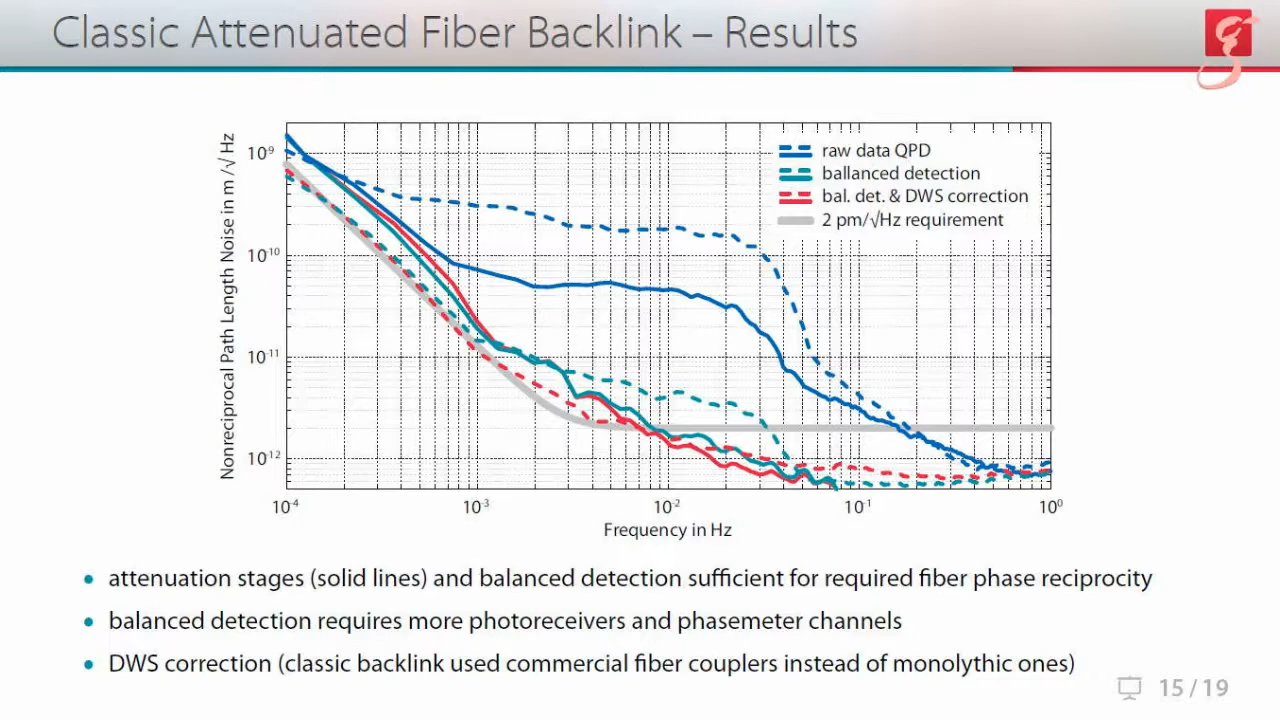 Classic Attenuated Fiber Backlink – Results
Nonreciprocal Path Length Noise in m /√ Hz
10⁻⁹
10⁻¹⁰
10⁻¹¹
10⁻¹²
raw data QPD
ballanced detection
bal. det. & DWS correction
2 pm/√Hz requirement
10⁻⁴ 10⁻³ 10⁻² 10⁻¹ 10⁰
Frequency in Hz
• attenuation stages (solid lines) and balanced detection sufficient for required fiber phase reciprocity
• balanced detection requires more photoreceivers and phasemeter channels
• DWS correction (classic backlink used commercial fiber couplers instead of monolythic ones)
15 / 19